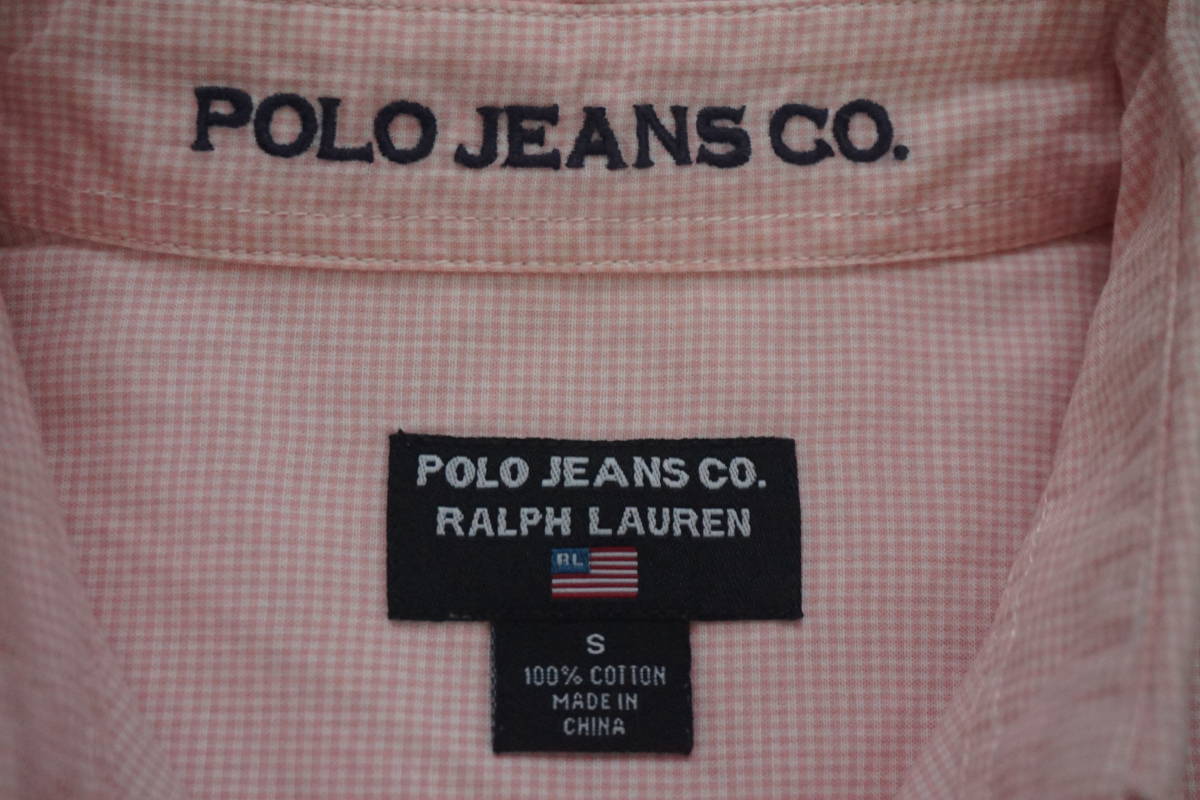 POLO JEANS CO.
POLO JEANS CO.
RALPH LAUREN
RL
S
100% COTTON
MADE IN
CHINA